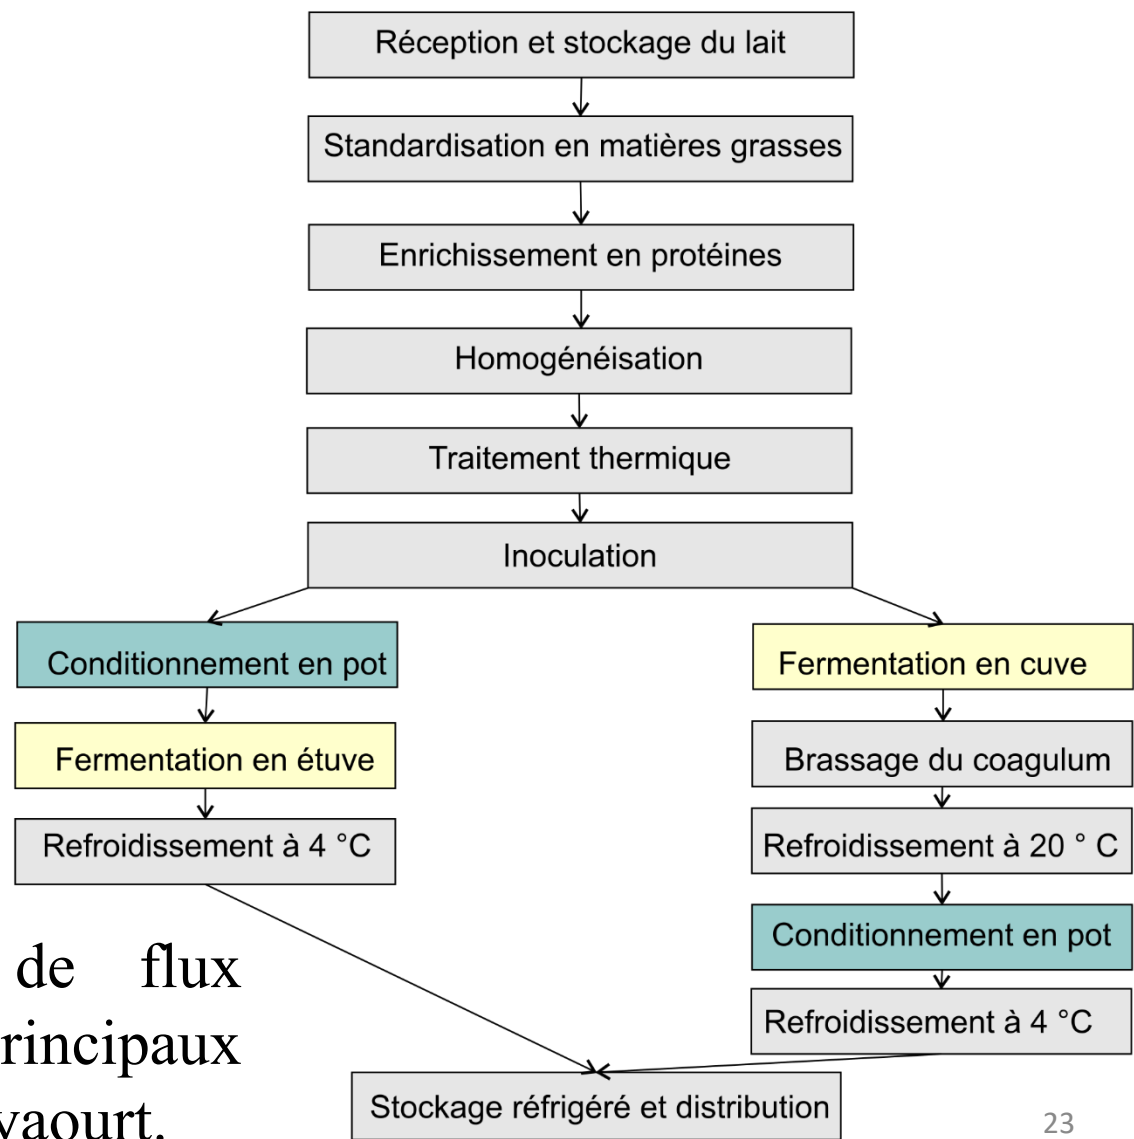 Réception et stockage du lait
Standardisation en matières grasses
Enrichissement en protéines
Homogénéisation
Traitement thermique
Inoculation
Conditionnement en pot
Fermentation en étuve
Refroidissement à 4 °C
Fermentation en cuve
Brassage du coagulum
Refroidissement à 20 ° C
Conditionnement en pot
Refroidissement à 4 °C
Stockage réfrigéré et distribution
de flux
rincipaux
yaourt.
23